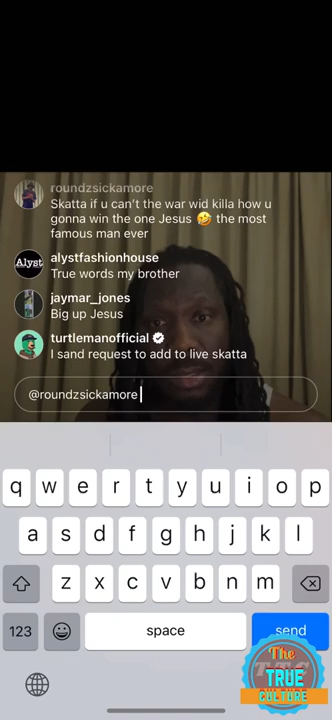 roundzsickamore
Skatta if u can't the war wid killa how u
gonna win the one Jesus 🤣 the most
famous man ever
Alyst
alystfashionhouse
True words my brother
jaymar_jones
Big up Jesus
turtlemanofficial
I sand request to add to live skatta
@roundzsickamore
q w e r t y u i o p
a s d f g h j k l
z x c v b n m
123 space send
The
T.T.C
TRUE
CULTURE